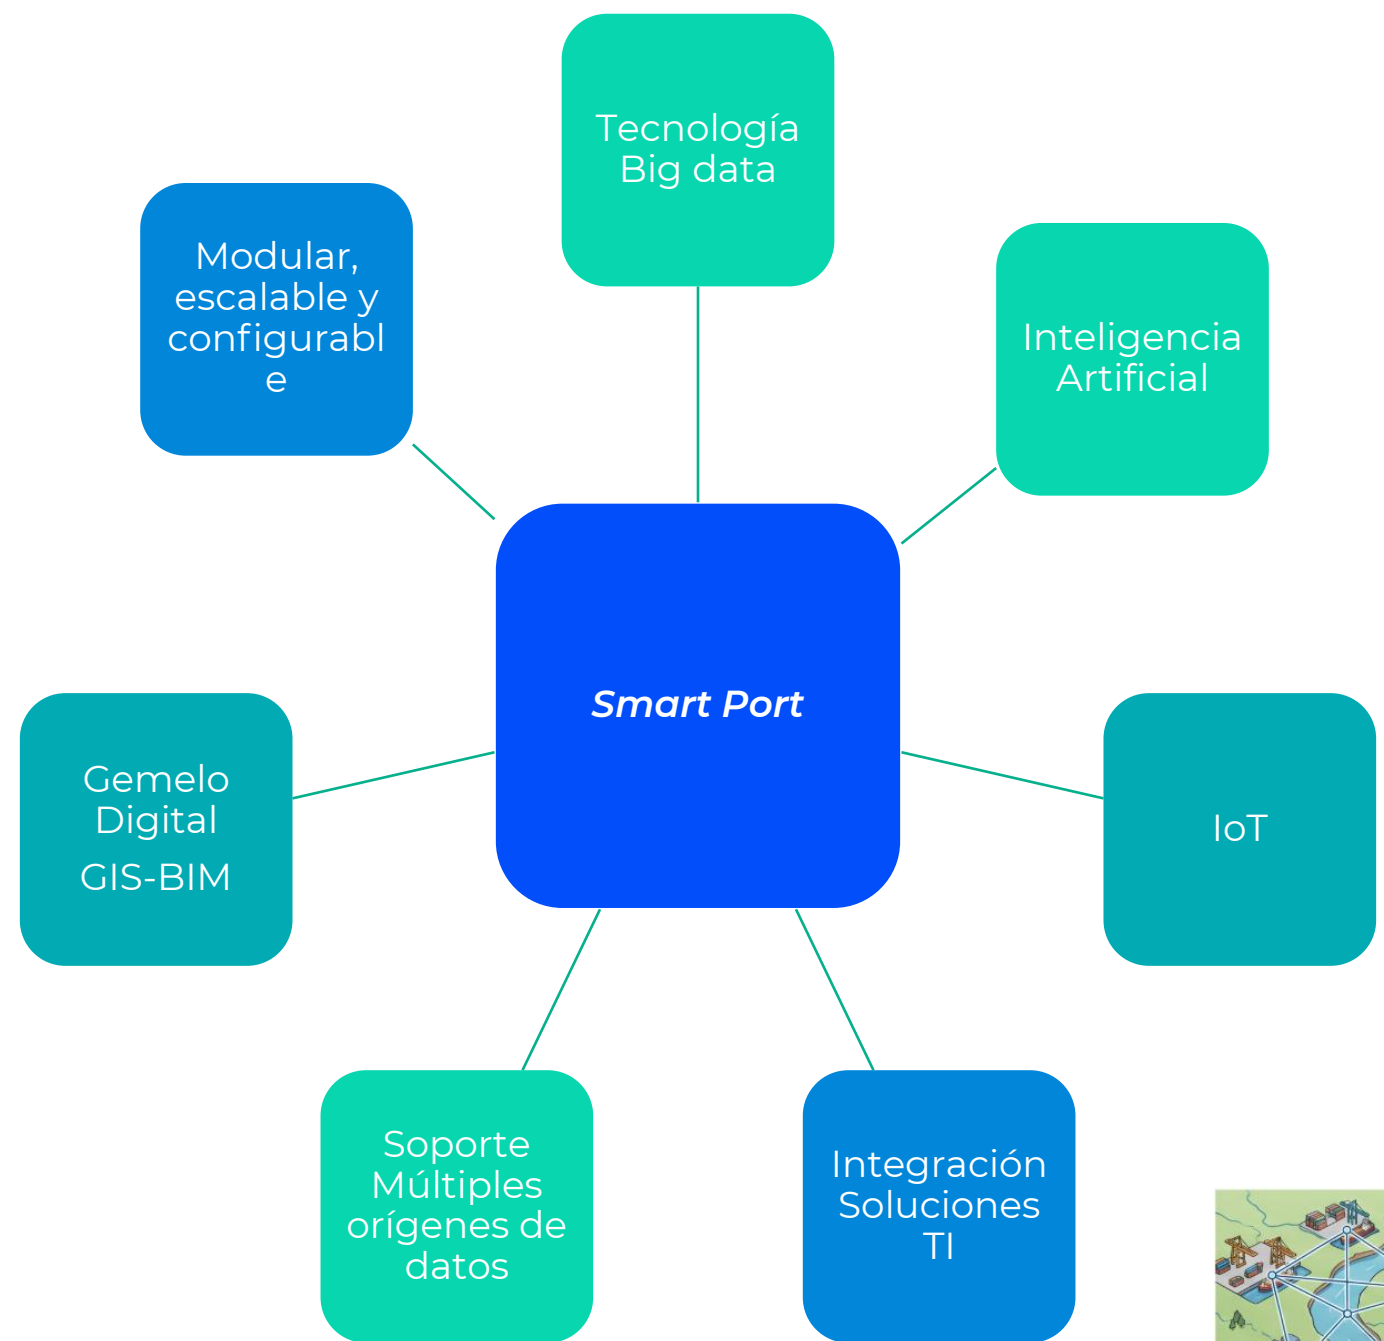 Tecnología
Big data
Modular,
escalable y
configurabl
e
Inteligencia
Artificial
Smart Port
Gemelo
Digital
GIS-BIM
IoT
Soporte
Múltiples
orígenes de
datos
Integración
Soluciones
TI